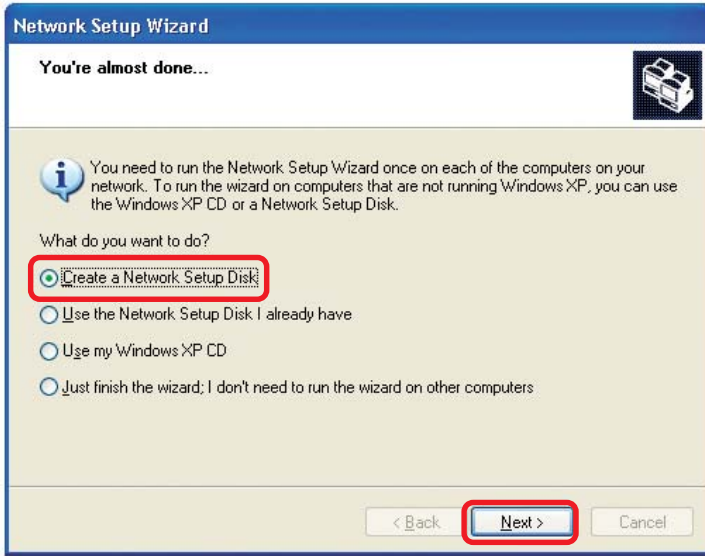 Network Setup Wizard
You're almost done...
You need to run the Network Setup Wizard once on each of the computers on your
network. To run the wizard on computers that are not running Windows XP, you can use
the Windows XP CD or a Network Setup Disk.
What do you want to do?
Create a Network Setup Disk
Use the Network Setup Disk I already have
Use my Windows XP CD
Just finish the wizard; I don't need to run the wizard on other computers
< Back
Next >
Cancel